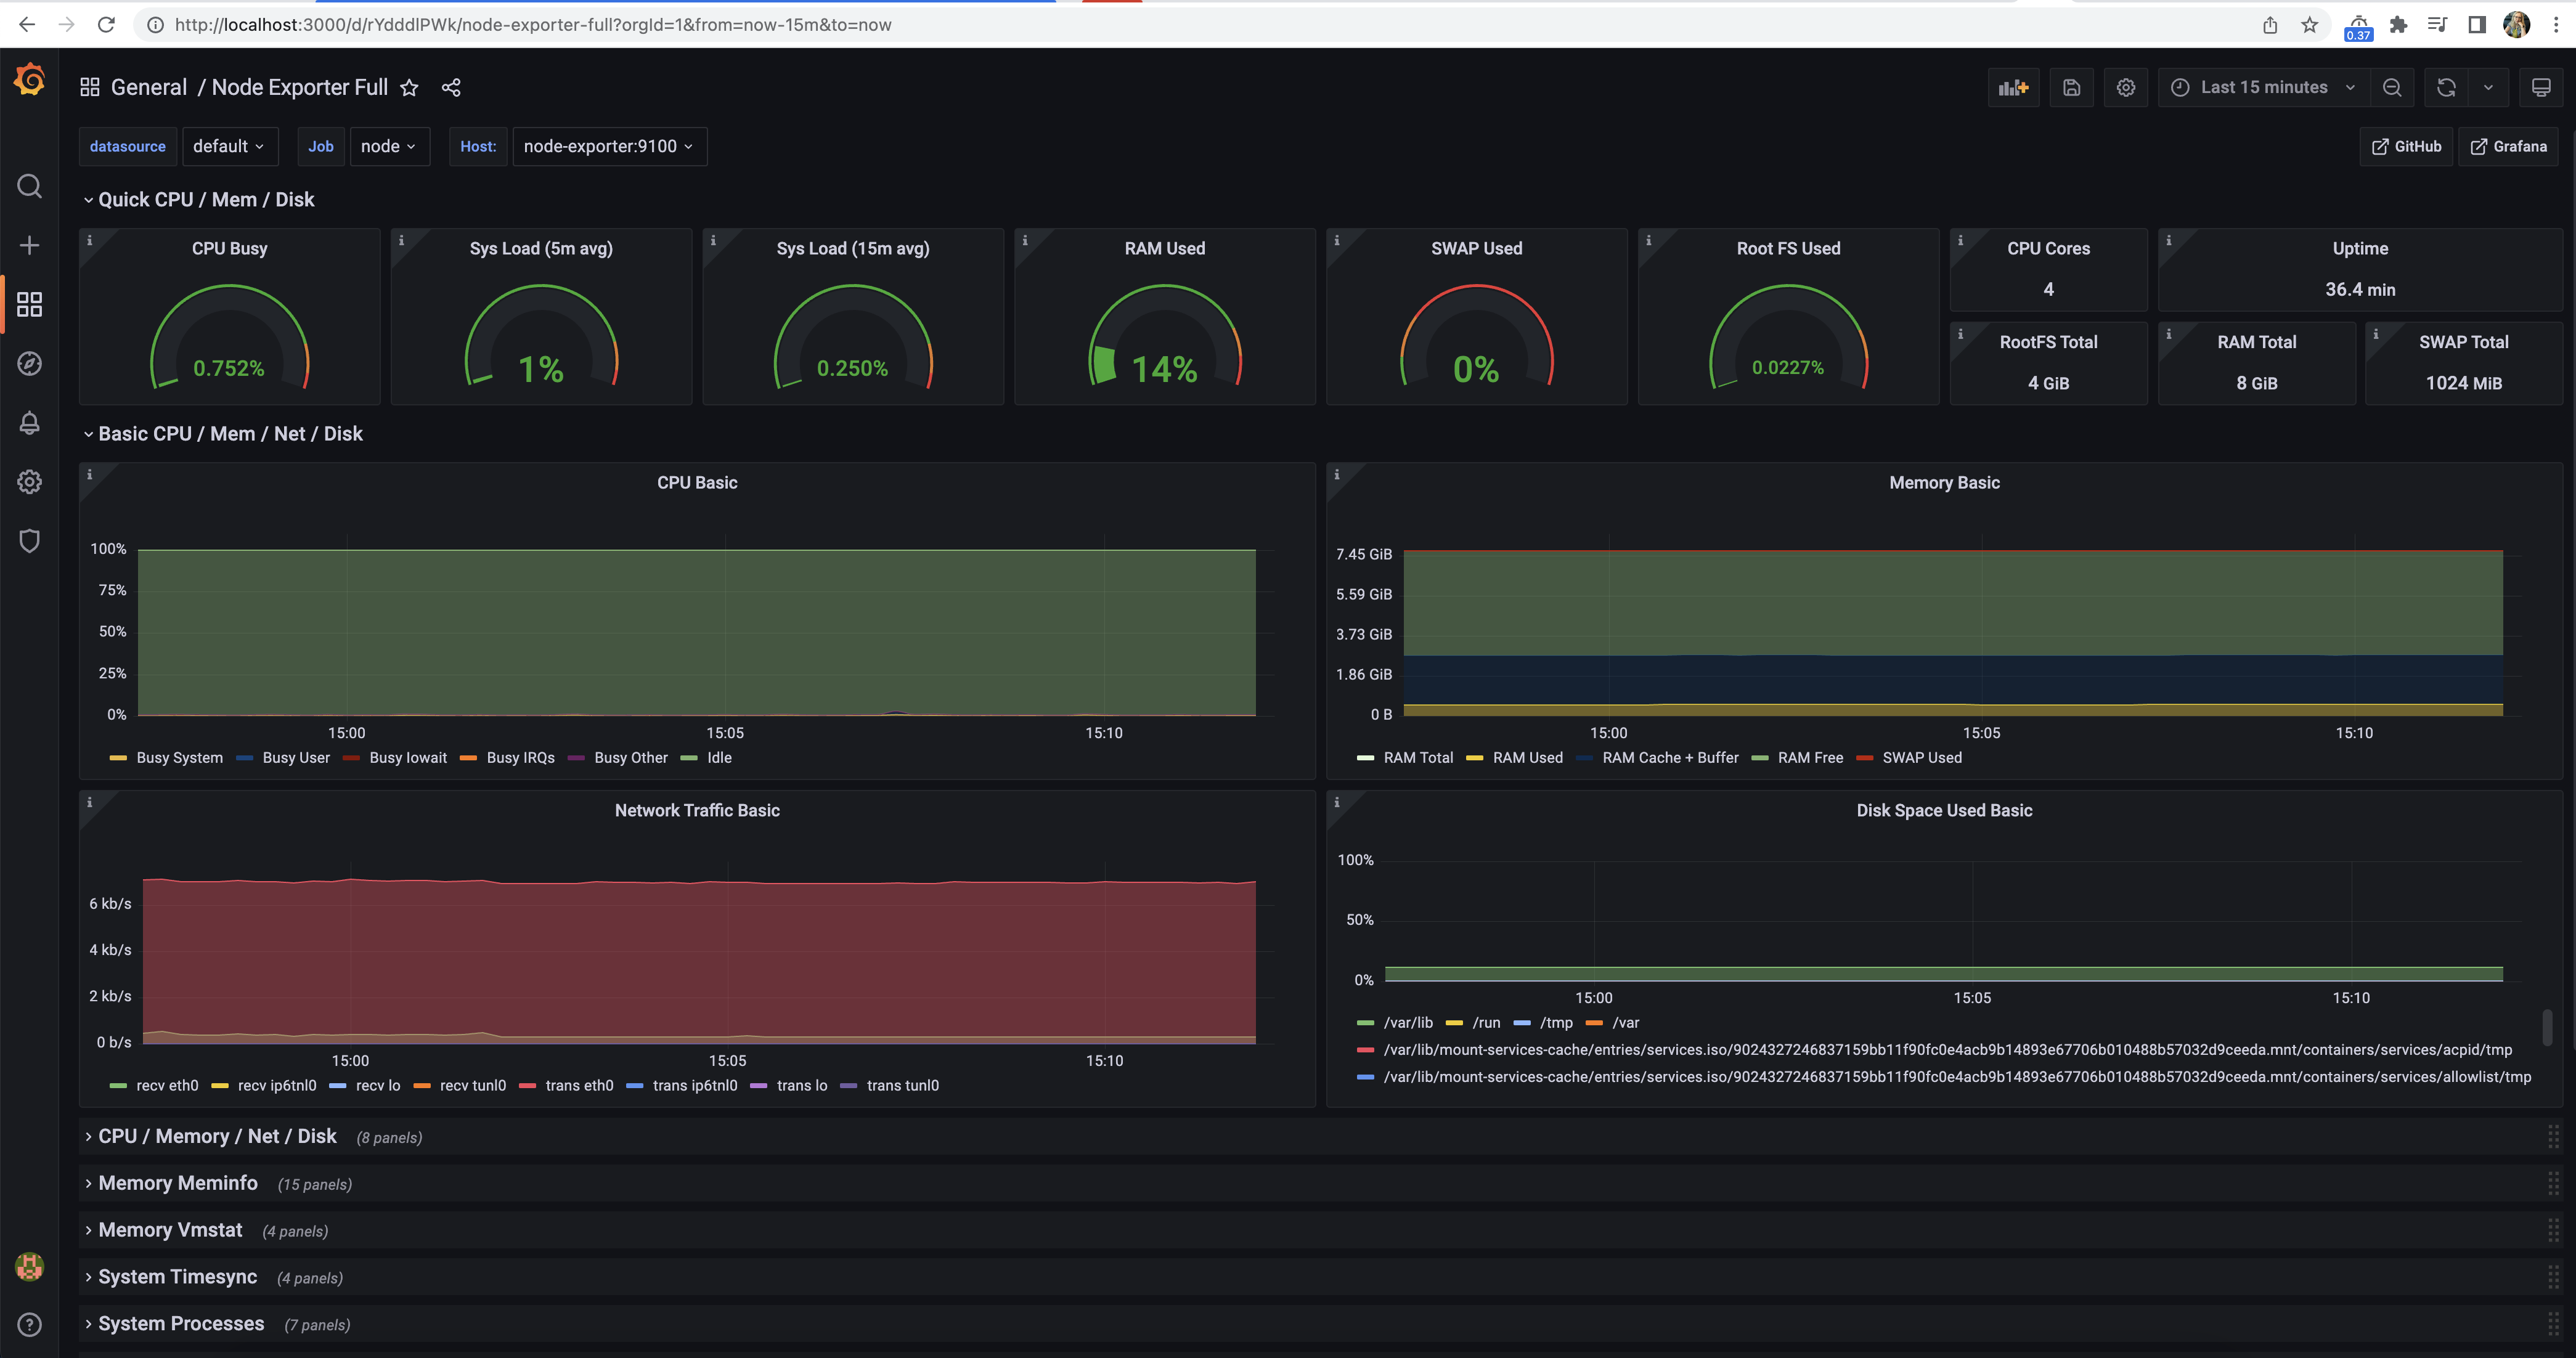 http://localhost:3000/d/rYdddlPWk/node-exporter-full?orgId=1&from=now-15m&to=now
0.37
General / Node Exporter Full
Last 15 minutes
datasource default Job node Host: node-exporter:9100 GitHub Grafana
Quick CPU / Mem / Disk
CPU Busy
0.752%
Sys Load (5m avg)
1%
Sys Load (15m avg)
0.250%
RAM Used
14%
SWAP Used
0%
Root FS Used
0.0227%
CPU Cores
4
Uptime
36.4 min
RootFS Total
4 GiB
RAM Total
8 GiB
SWAP Total
1024 MiB
Basic CPU / Mem / Net / Disk
CPU Basic
100%
75%
50%
25%
0%
15:00 15:05 15:10
Busy System Busy User Busy Iowait Busy IRQs Busy Other Idle
Memory Basic
7.45 GiB
5.59 GiB
3.73 GiB
1.86 GiB
0 B
15:00 15:05 15:10
RAM Total RAM Used RAM Cache + Buffer RAM Free SWAP Used
Network Traffic Basic
6 kb/s
4 kb/s
2 kb/s
0 b/s
15:00 15:05 15:10
recv eth0 recv ip6tnl0 recv lo recv tunl0 trans eth0 trans ip6tnl0 trans lo trans tunl0
Disk Space Used Basic
100%
50%
0%
15:00 15:05 15:10
/var/lib /run /tmp /var
/var/lib/mount-services-cache/entries/services.iso/9024327246837159bb11f90fc0e4acb9b14893e67706b010488b57032d9ceeda.mnt/containers/services/acpid/tmp
/var/lib/mount-services-cache/entries/services.iso/9024327246837159bb11f90fc0e4acb9b14893e67706b010488b57032d9ceeda.mnt/containers/services/allowlist/tmp
CPU / Memory / Net / Disk (8 panels)
Memory Meminfo (15 panels)
Memory Vmstat (4 panels)
System Timesync (4 panels)
System Processes (7 panels)